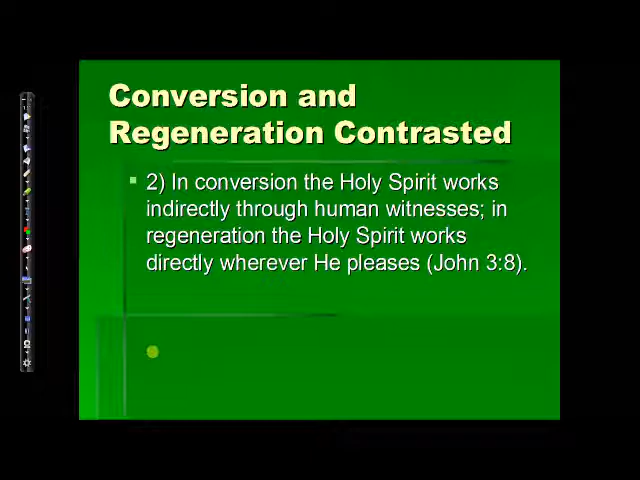 Conversion and
Regeneration Contrasted
2) In conversion the Holy Spirit works
indirectly through human witnesses; in
regeneration the Holy Spirit works
directly wherever He pleases (John 3:8).